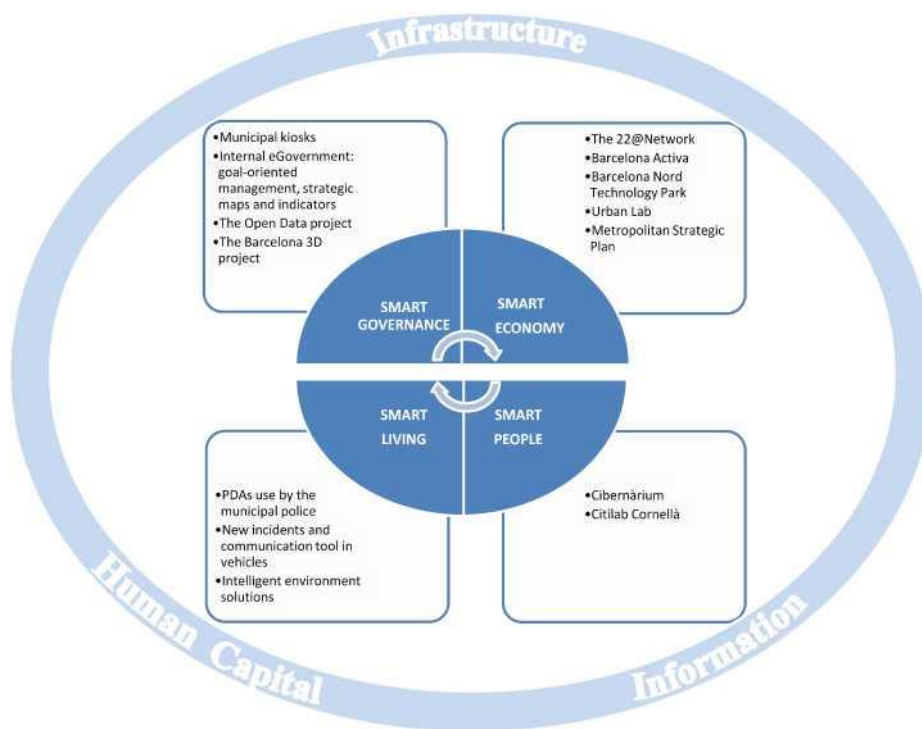 Infrastructure
•Municipal kiosks
•Internal eGovernment:
goal-oriented
management, strategic
maps and indicators
•The Open Data project
•The Barcelona 3D
project
•The 22@Network
•Barcelona Activa
•Barcelona Nord
Technology Park
•Urban Lab
•Metropolitan Strategic
Plan
SMART
GOVERNANCE
SMART
ECONOMY
SMART
LIVING
SMART
PEOPLE
•PDAs use by the
municipal police
•New incidents and
communication tool in
vehicles
•Intelligent environment
solutions
•Cibernàrium
•Citilab Cornellà
Human Capital
Information